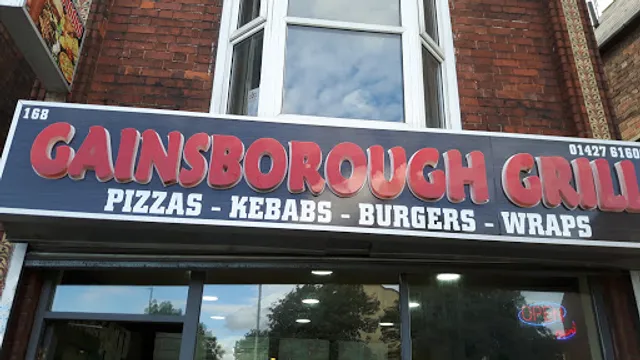 168
01427 6160
GAINSBOROUGH GRILL
PIZZAS - KEBABS - BURGERS - WRAPS
OPEN